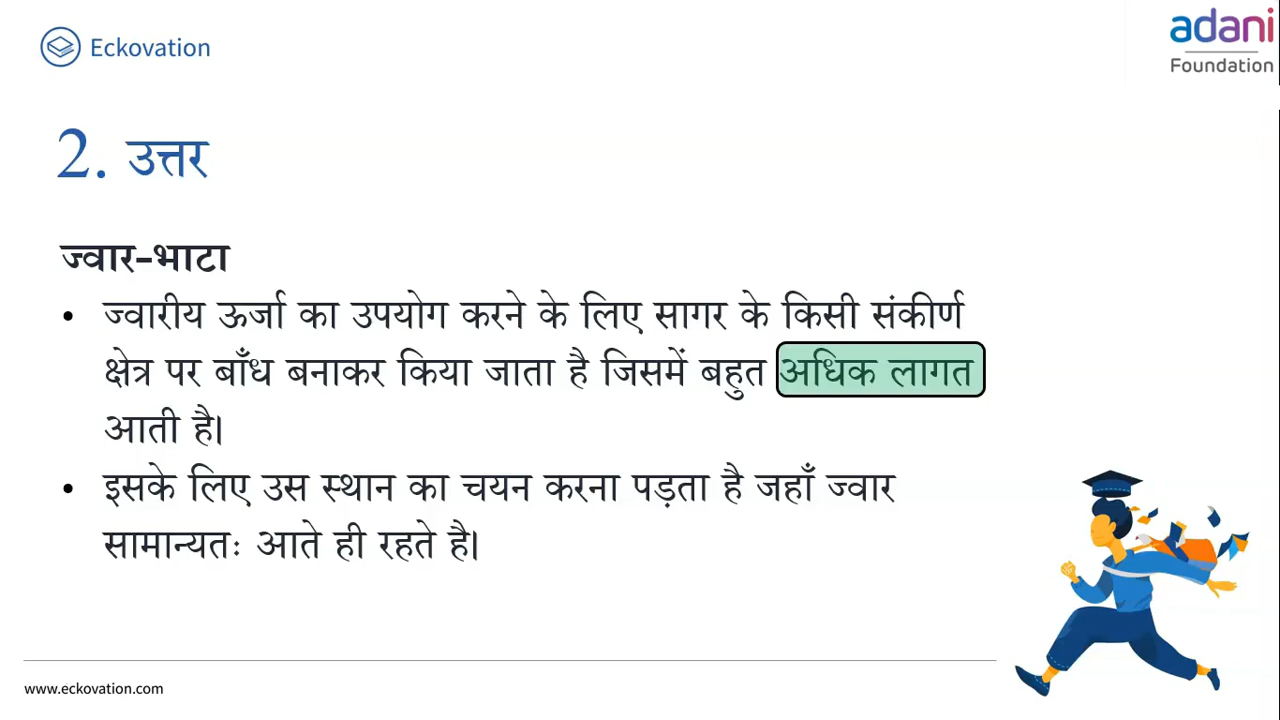 Eckovation
adani
Foundation
2. उत्तर
ज्वार-भाटा
• ज्वारीय ऊर्जा का उपयोग करने के लिए सागर के किसी संकीर्ण
क्षेत्र पर बाँध बनाकर किया जाता है जिसमें बहुत अधिक लागत
आती है।
• इसके लिए उस स्थान का चयन करना पड़ता है जहाँ ज्वार
सामान्यतः आते ही रहते है।
www.eckovation.com